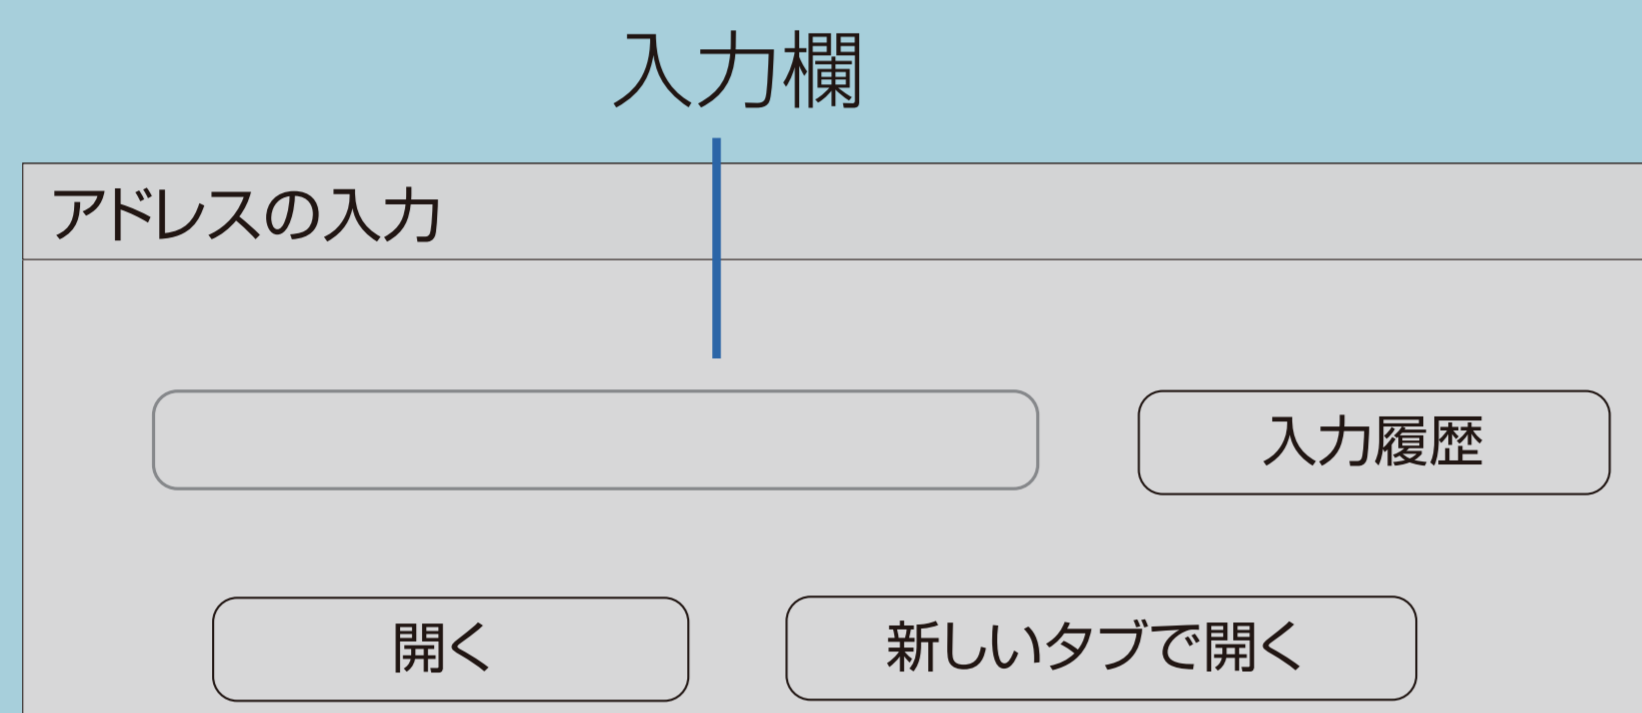 入力欄
アドレスの入力
入力履歴
開く
新しいタブで開く